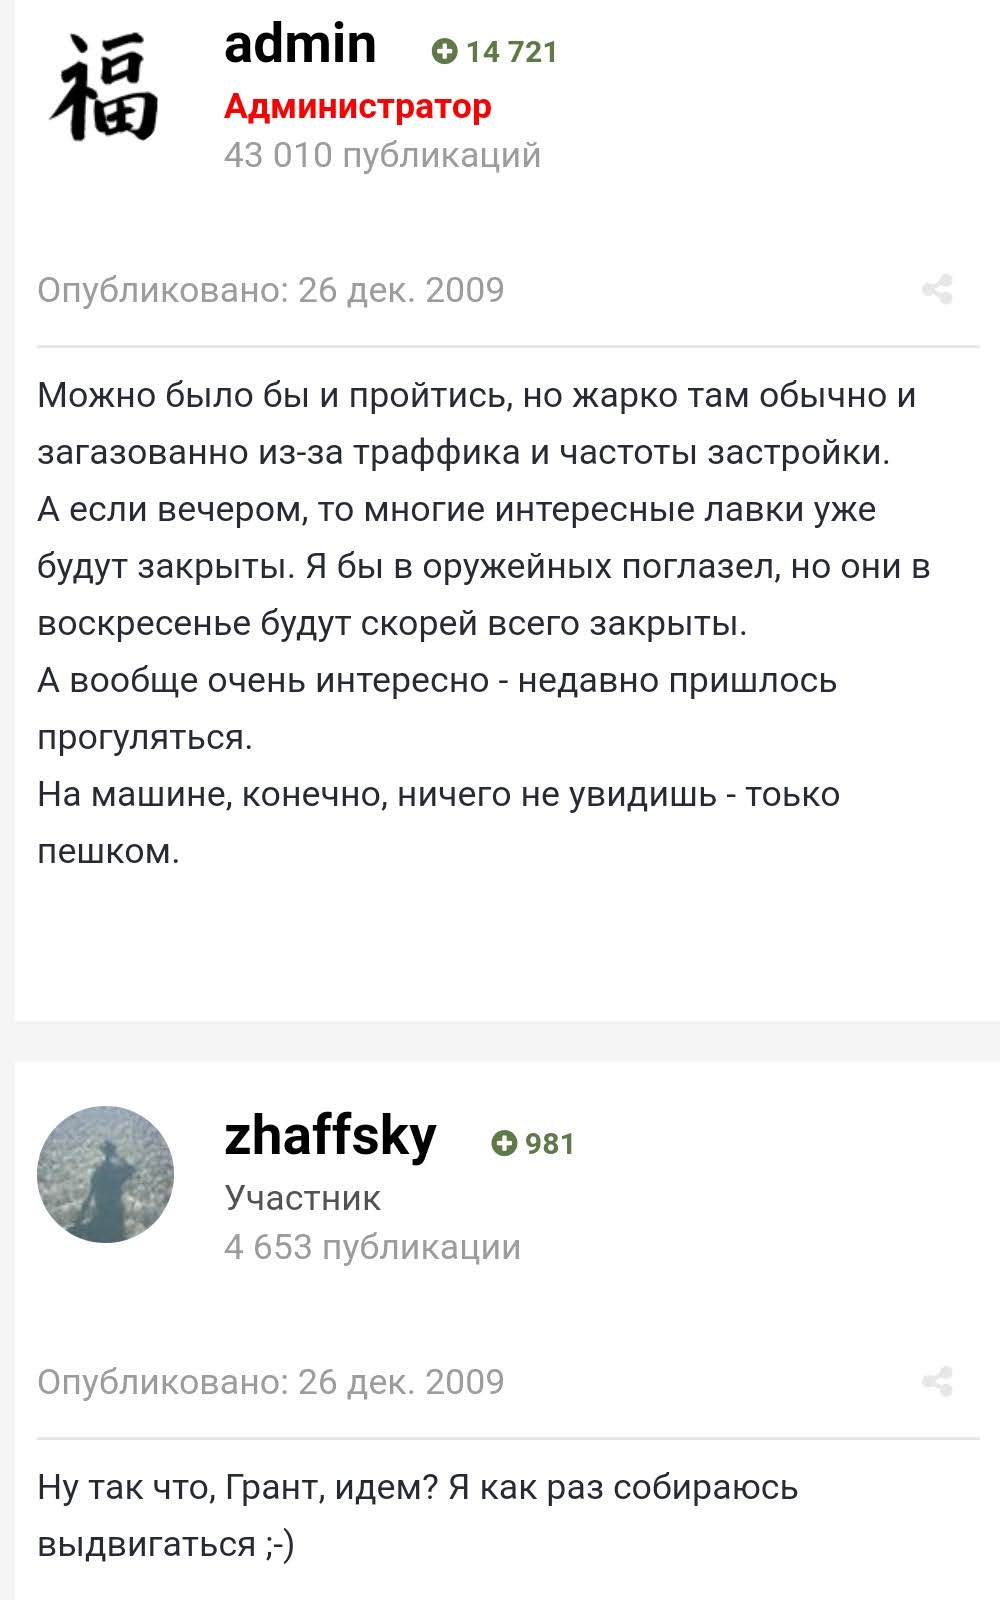 福
admin
14 721
Администратор
43 010 публикаций
Опубликовано: 26 дек. 2009
Можно было бы и пройтись, но жарко там обычно и
загазованно из-за траффика и частоты застройки.
А если вечером, то многие интересные лавки уже
будут закрыты. Я бы в оружейных поглазел, но они в
воскресенье будут скорей всего закрыты.
А вообще очень интересно - недавно пришлось
прогуляться.
На машине, конечно, ничего не увидишь - тоько
пешком.
zhaffsky
981
Участник
4 653 публикации
Опубликовано: 26 дек. 2009
Ну так что, Грант, идем? Я как раз собираюсь
выдвигаться ;-)